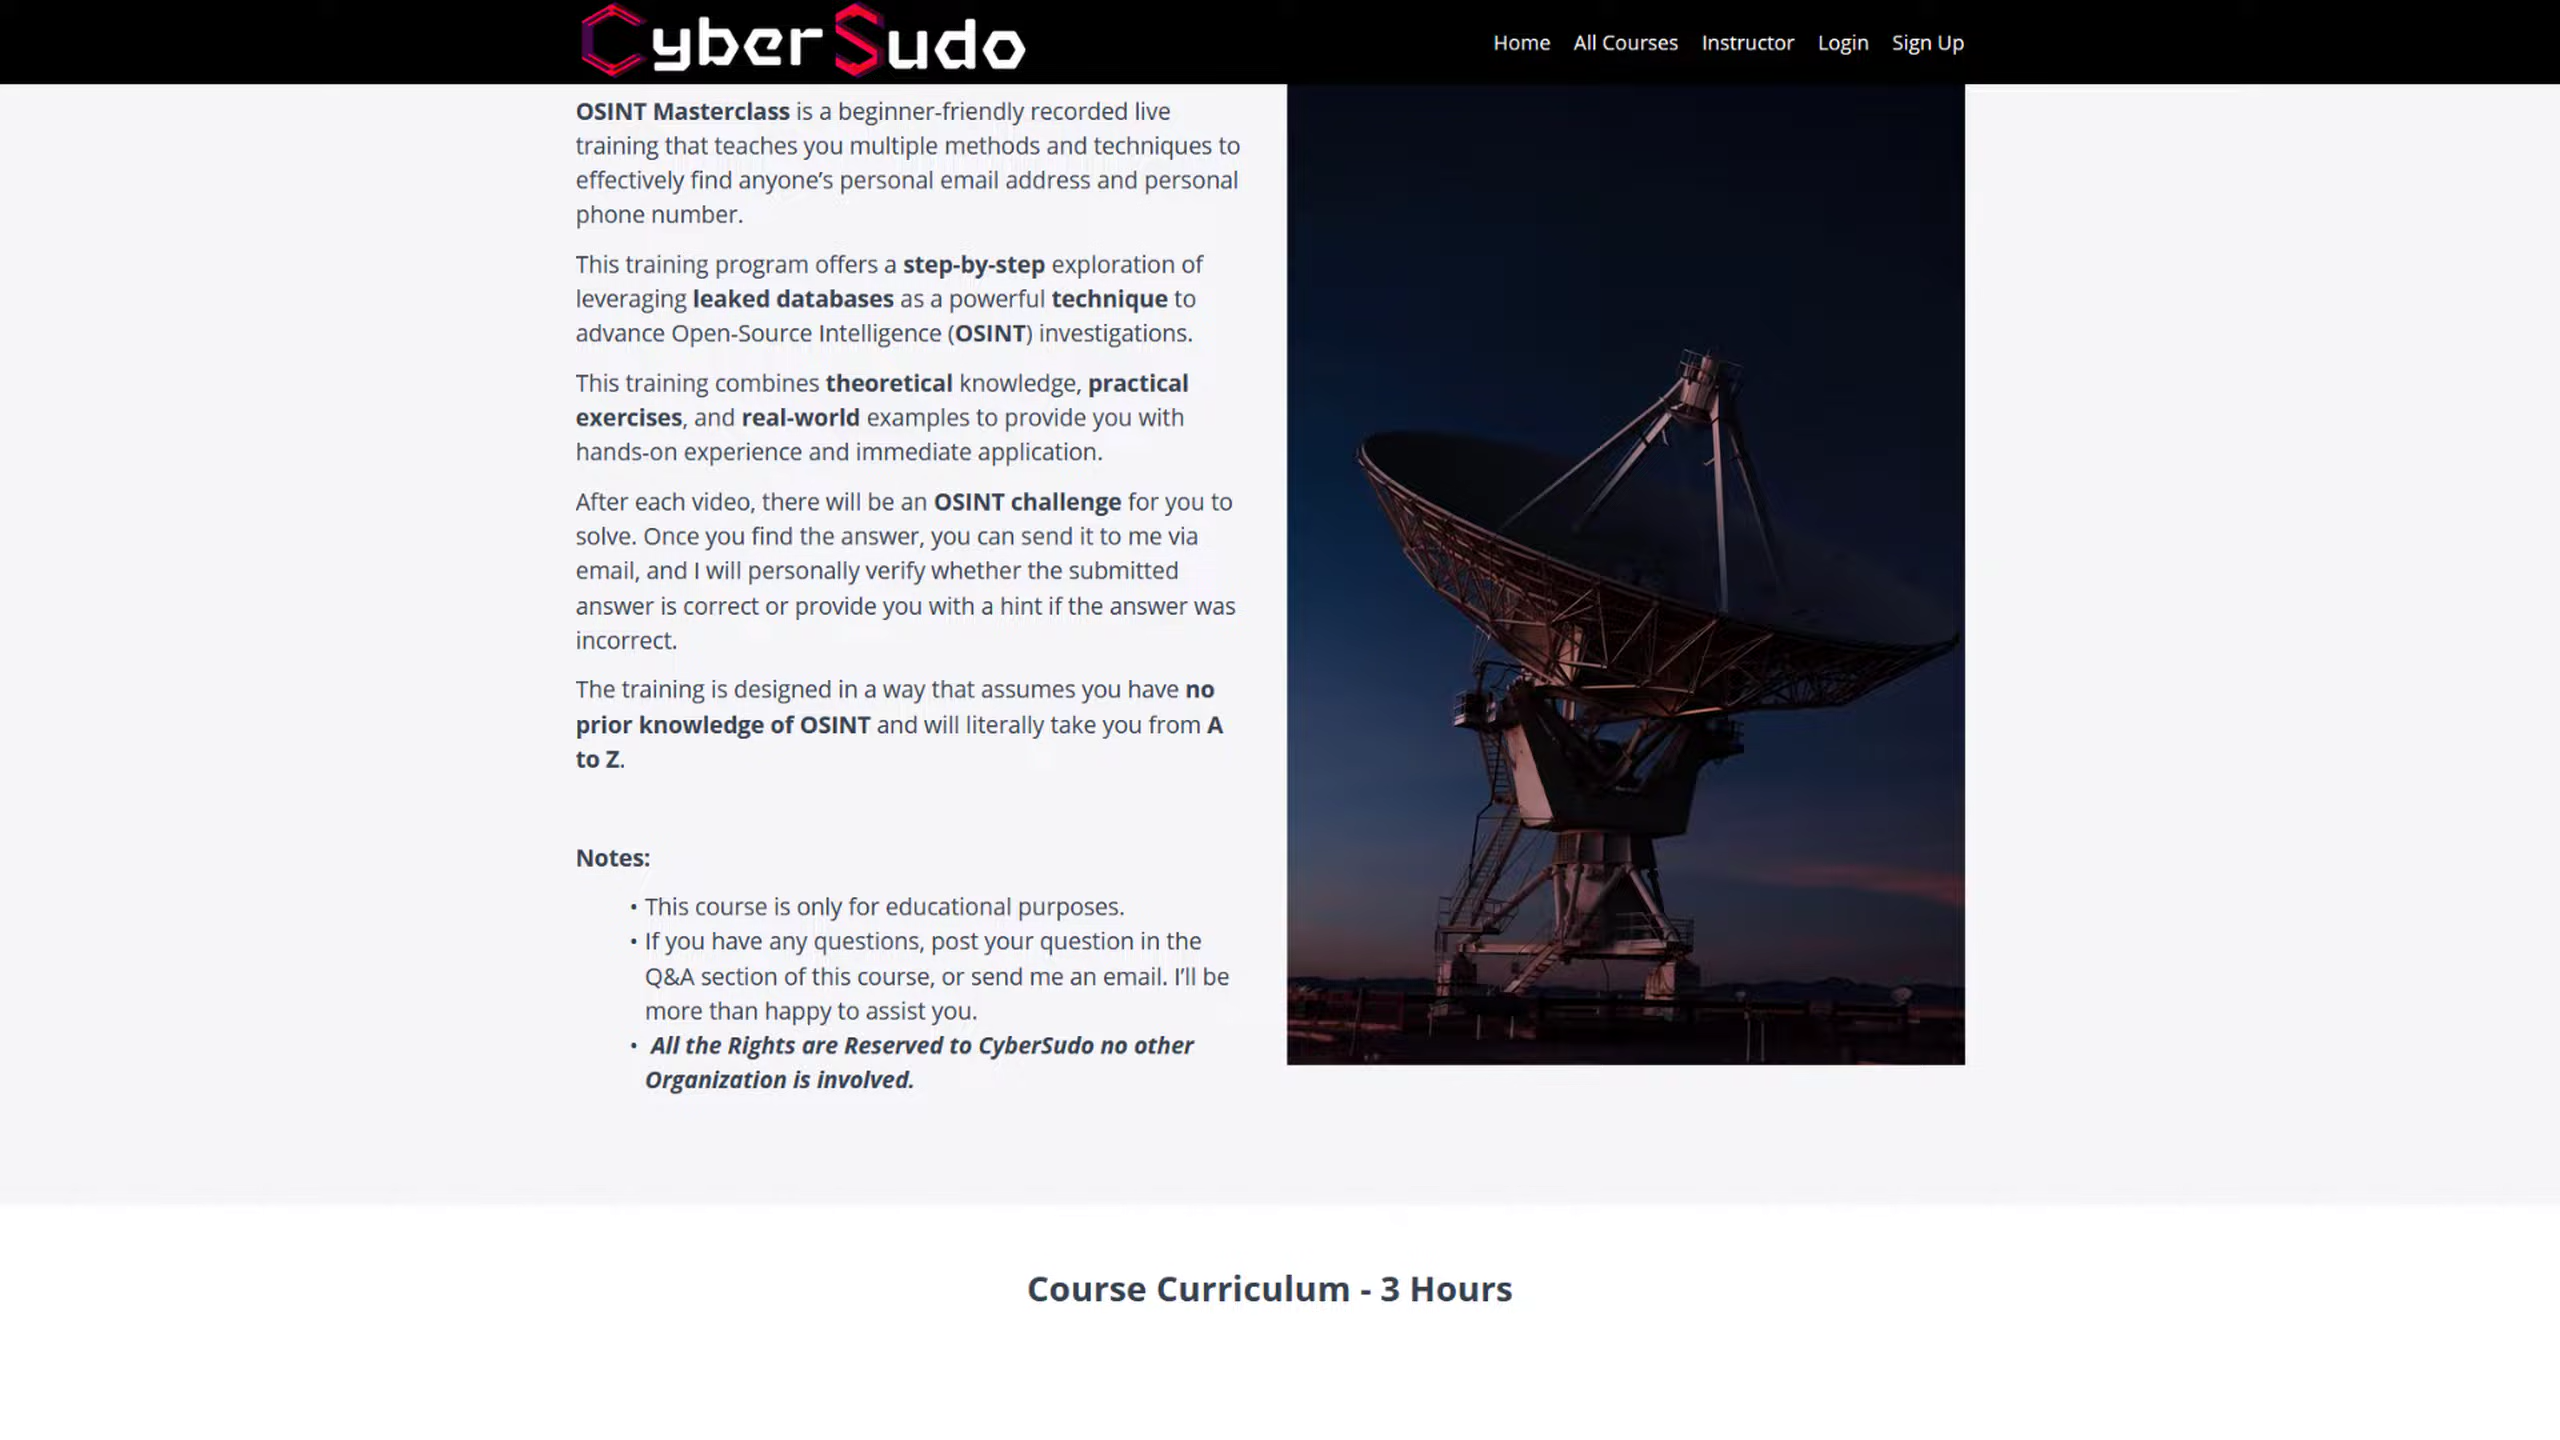 CyberSudo
Home All Courses Instructor Login Sign Up
OSINT Masterclass is a beginner-friendly recorded live
training that teaches you multiple methods and techniques to
effectively find anyone’s personal email address and personal
phone number.
This training program offers a step-by-step exploration of
leveraging leaked databases as a powerful technique to
advance Open-Source Intelligence (OSINT) investigations.
This training combines theoretical knowledge, practical
exercises, and real-world examples to provide you with
hands-on experience and immediate application.
After each video, there will be an OSINT challenge for you to
solve. Once you find the answer, you can send it to me via
email, and I will personally verify whether the submitted
answer is correct or provide you with a hint if the answer was
incorrect.
The training is designed in a way that assumes you have no
prior knowledge of OSINT and will literally take you from A
to Z.
Notes:
• This course is only for educational purposes.
• If you have any questions, post your question in the
Q&A section of this course, or send me an email. I’ll be
more than happy to assist you.
• All the Rights are Reserved to CyberSudo no other
Organization is involved.
Course Curriculum - 3 Hours